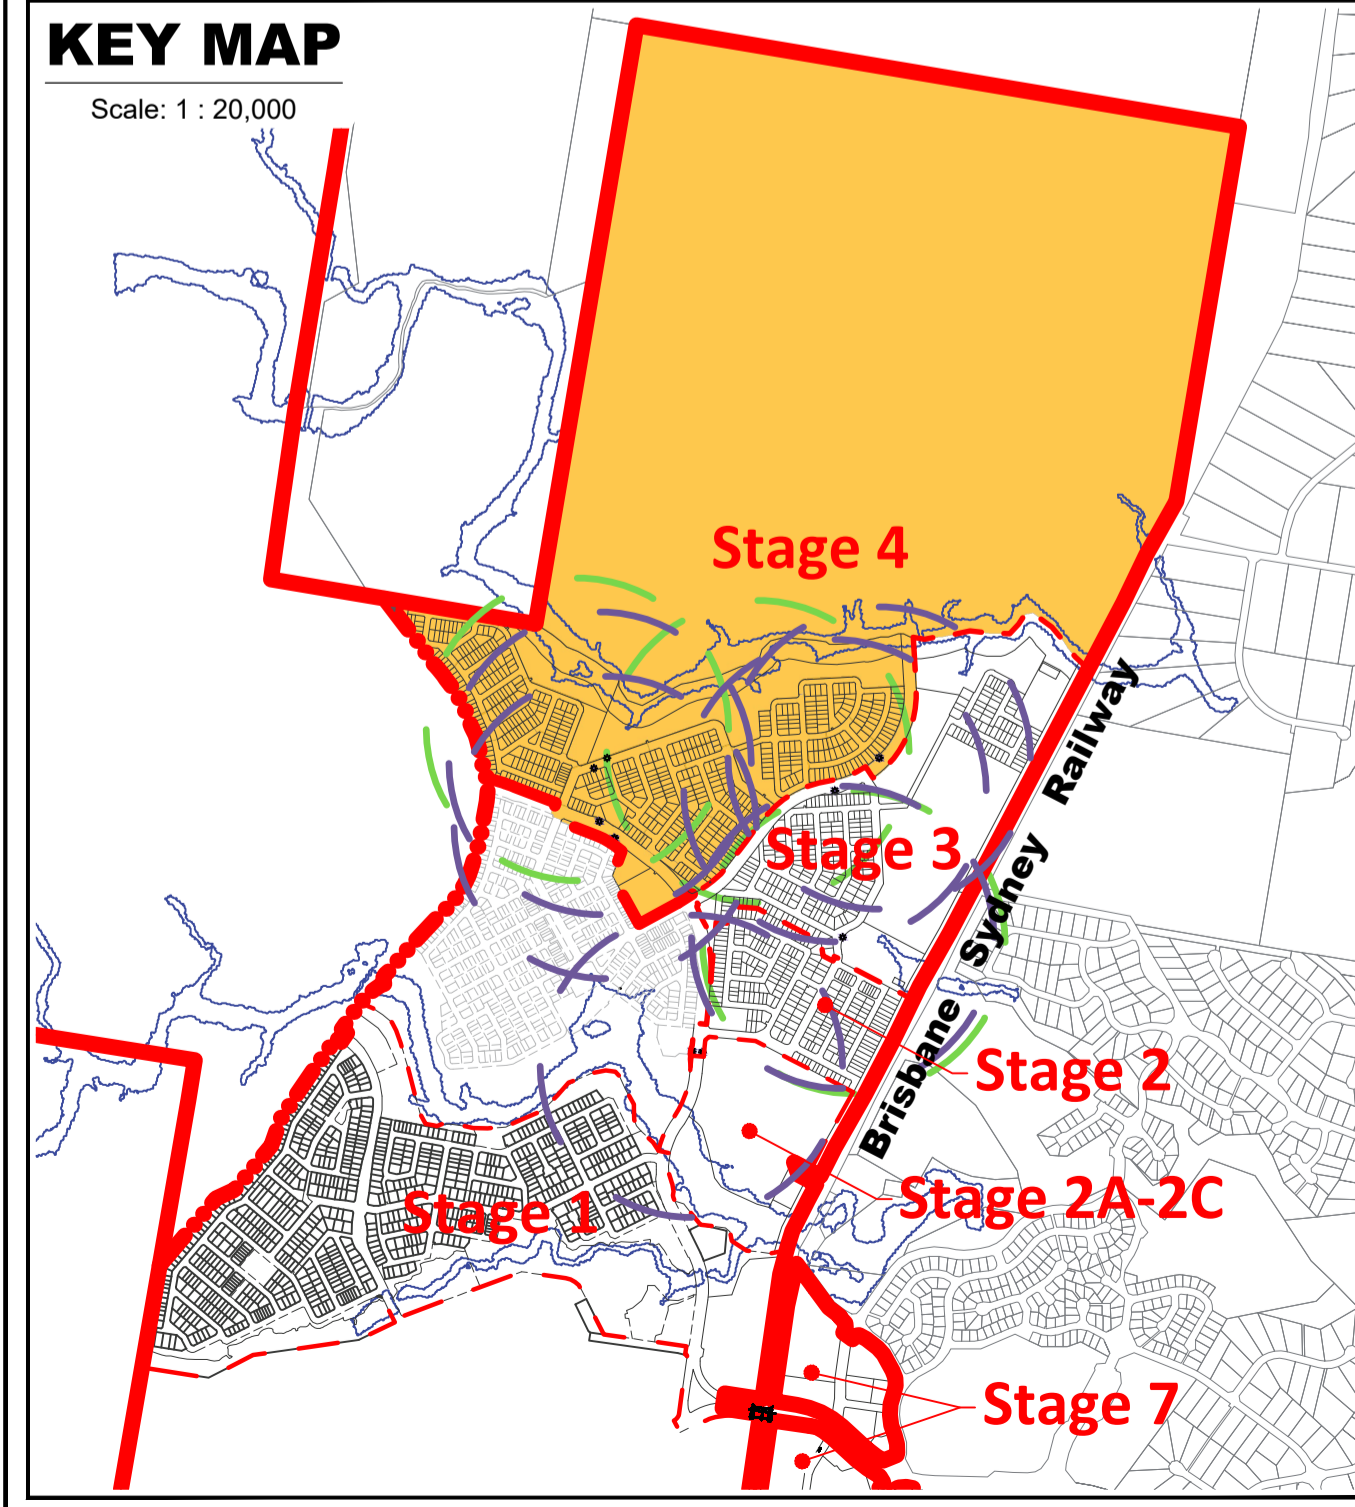 KEY MAP
Scale: 1 : 20,000
Stage 4
Stage 3
Brisbane Sydney Railway
Stage 2
Stage 2A-2C
Stage 1
Stage 7